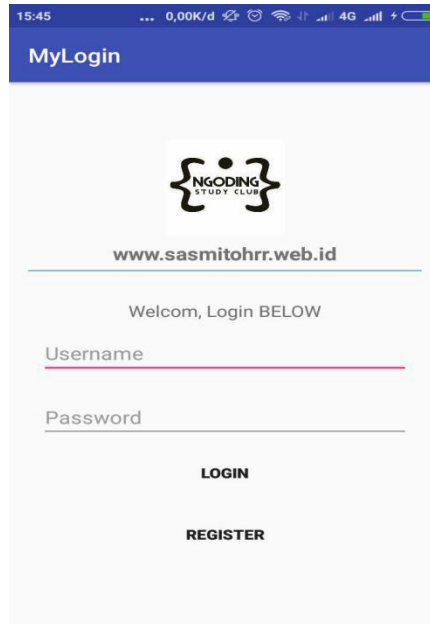 15:45 ... 0,00K/d 4G
MyLogin
NGODING
STUDY CLUB
www.sasmitohrr.web.id
Welcom, Login BELOW
Username
Password
LOGIN
REGISTER